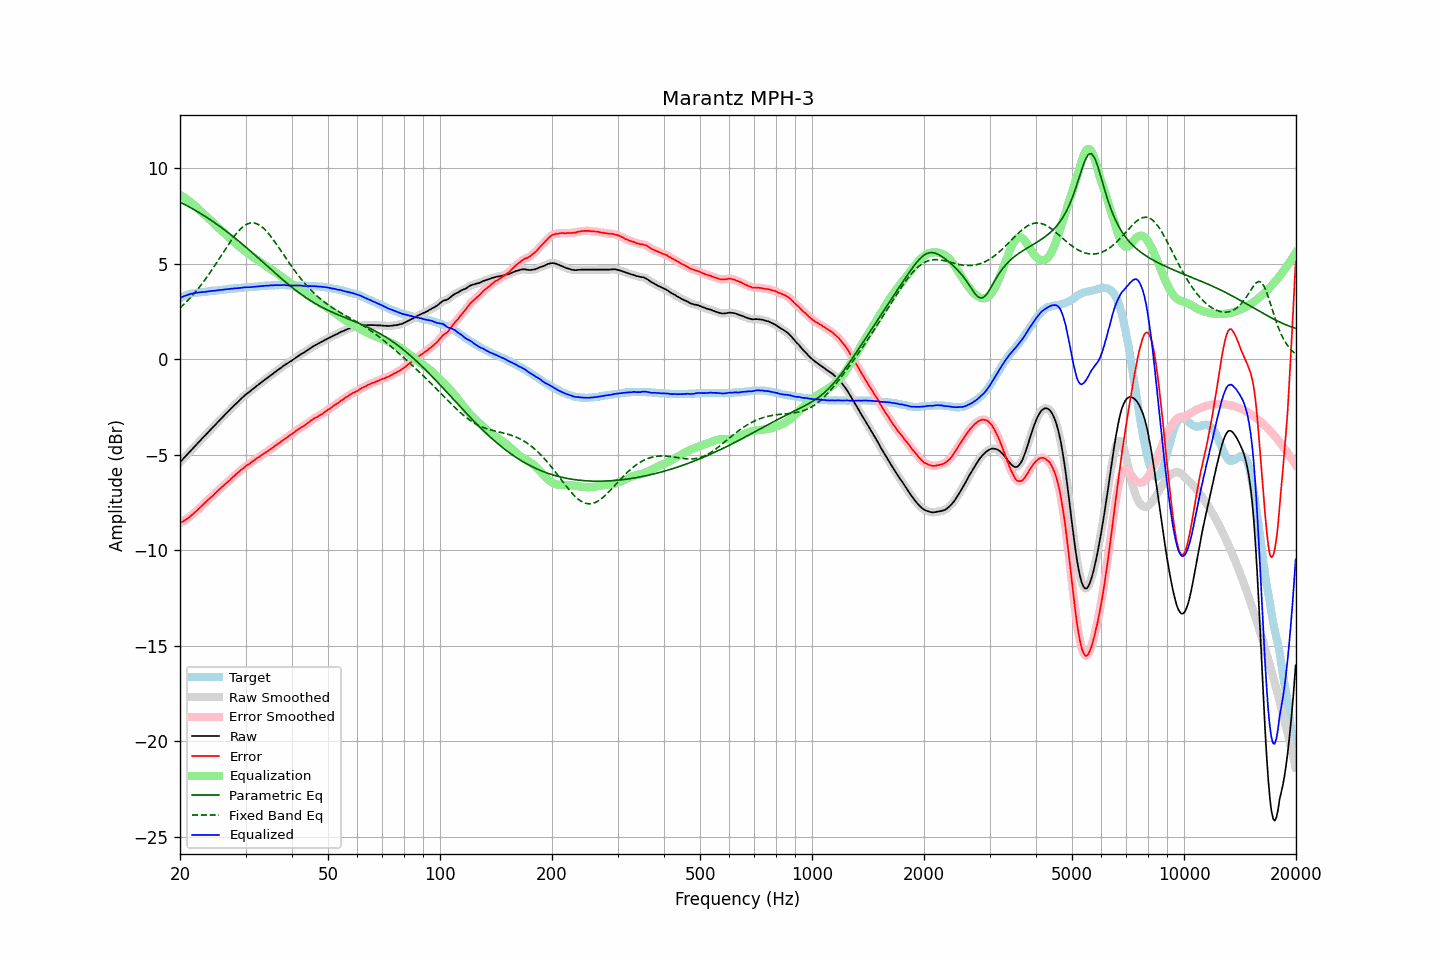 Marantz MPH-3
Amplitude (dBr)
10
5
0
−5
−10
−15
−20
−25
Target
Raw Smoothed
Error Smoothed
Raw
Error
Equalization
Parametric Eq
Fixed Band Eq
Equalized
20 50 100 200 500 1000 2000 5000 10000 20000
Frequency (Hz)